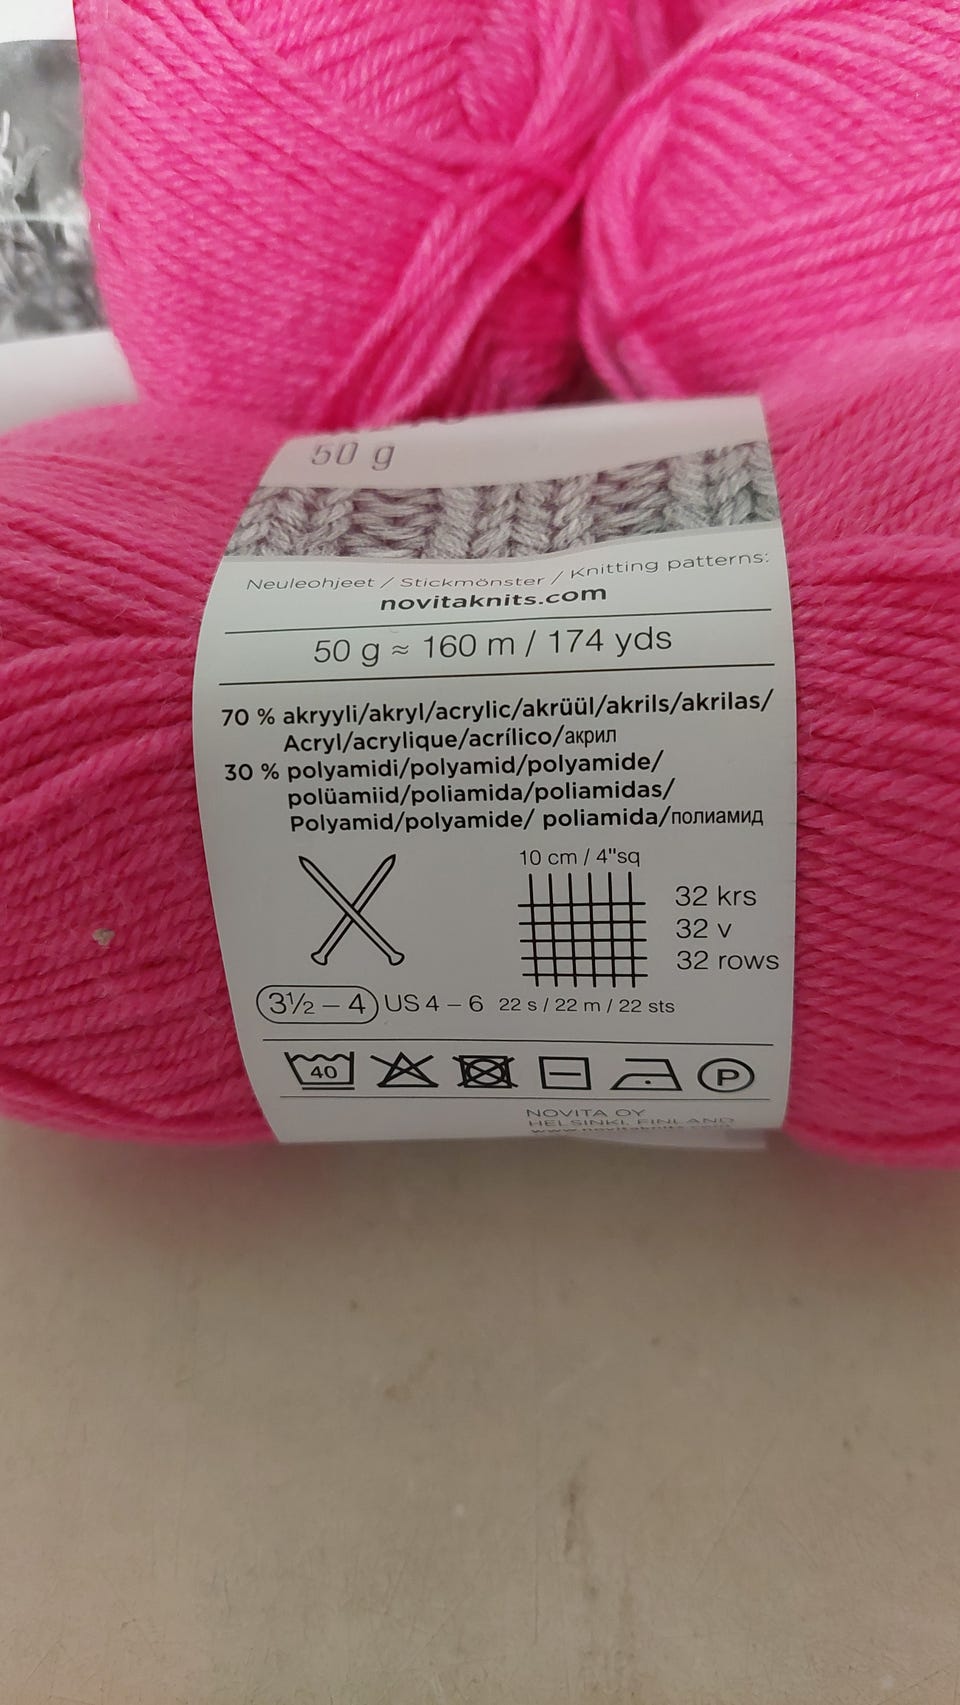 50 g
Neuleohjeet / Stickmönster / Knitting patterns:
novitaknits.com
50 g ≈ 160 m / 174 yds
70 % akryyli/akryl/acrylic/akrüül/akrils/akrilas/
Acryl/acrylique/acrílico/акрил
30 % polyamidi/polyamid/polyamide/
polüamiid/poliamida/poliamidas/
Polyamid/polyamide/ poliamida/полиамид
10 cm / 4"sq
32 krs
32 v
32 rows
3½ – 4 US 4 – 6 22 s / 22 m / 22 sts
40 P
NOVITA OY
HELSINKI, FINLAND
www.novitaknits.com